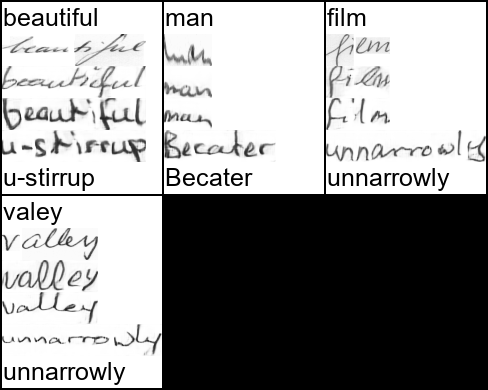 beautiful
beautiful
beautiful
beautiful
u-stirrup
u-stirrup
man
man
man
Becater
Becater
film
film
film
film
unnarrowly
unnarrowly
valey
valley
valley
valley
unnarrowly
unnarrowly